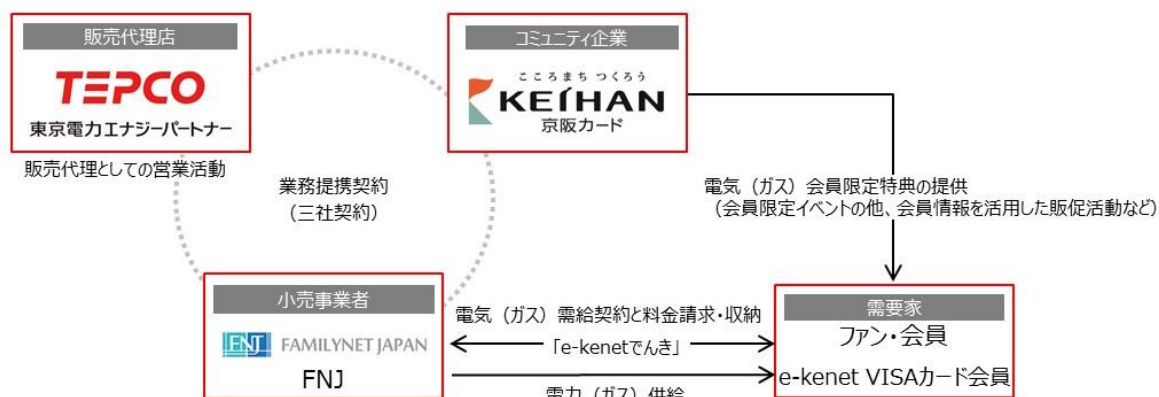 販売代理店
TEPCO
東京電力エナジーパートナー
販売代理としての営業活動
コミュニティ企業
こころまち つくろう
KEIHAN
京阪カード
業務提携契約
（三社契約）
電気（ガス）会員限定特典の提供
（会員限定イベントの他、会員情報を活用した販促活動など）
小売事業者
FNJ FAMILYNET JAPAN
FNJ
電気（ガス）需給契約と料金請求・収納
「e-kenetでんき」
電力（ガス）供給
需要家
ファン・会員
e-kenet VISAカード会員